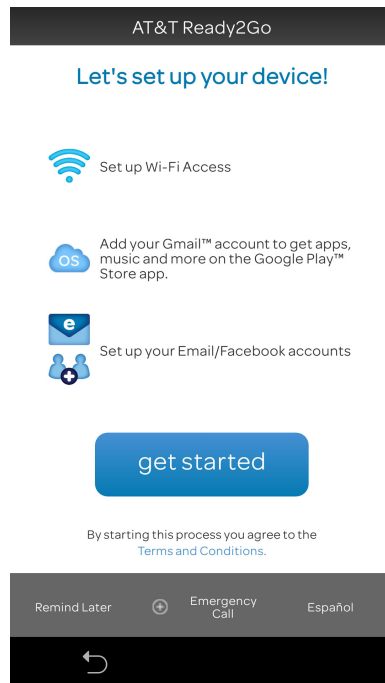 AT&T Ready2Go
Let's set up your device!
Set up Wi-Fi Access
OS
Add your Gmail™ account to get apps,
music and more on the Google Play™
Store app.
e
Set up your Email/Facebook accounts
get started
By starting this process you agree to the
Terms and Conditions.
Remind Later
Emergency
Call
Español